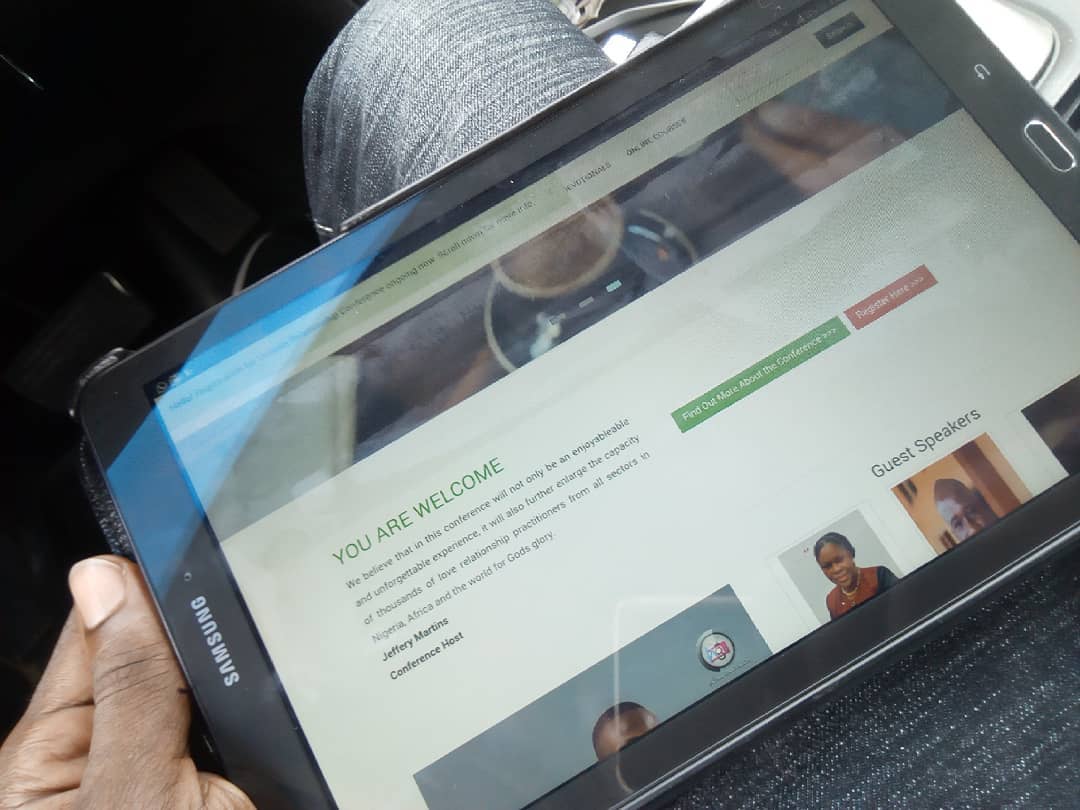 ONLINE COURSES
conference ongoing now. Scroll down for more info
YOU ARE WELCOME
We believe that in this conference will not only be an enjoyableable
and unforgettable experience, it will also further enlarge the capacity
of thousands of love relationship practitioners from all sectors in
Nigeria, Africa and the world for Gods glory.
Jeffery Martins
Conference Host
Find Out More About the Conference >>>
Register Here >>>
Guest Speakers
SAMSUNG